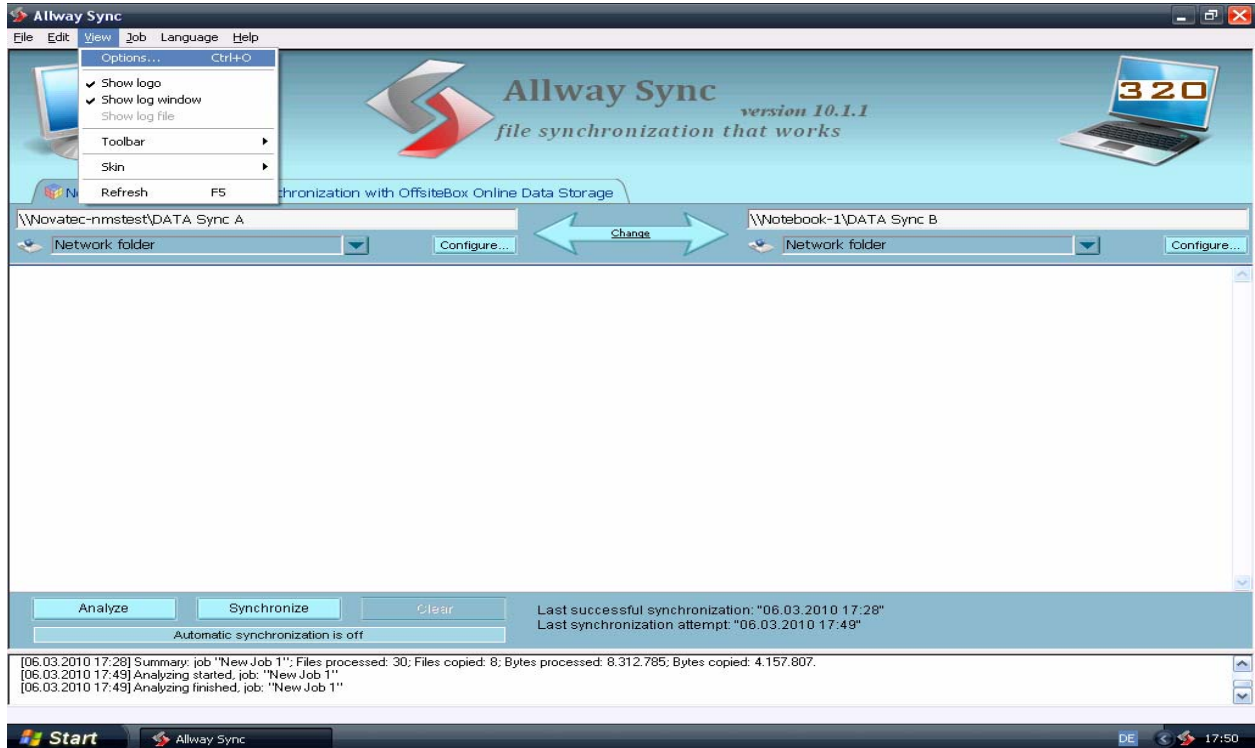 Allway Sync
File Edit View Job Language Help
Options... Ctrl+O
Show logo
Show log window
Show log file
Toolbar
Skin
Refresh F5
Allway Sync
version 10.1.1
file synchronization that works
320
hronization with OffsiteBox Online Data Storage
\\Novatec-nmstest\DATA Sync A
Change
\\Notebook-1\DATA Sync B
Network folder Configure...
Network folder Configure...
Analyze Synchronize Clear
Automatic synchronization is off
Last successful synchronization: "06.03.2010 17:28"
Last synchronization attempt: "06.03.2010 17:49"
[06.03.2010 17:28] Summary: job "New Job 1"; Files processed: 30; Files copied: 8; Bytes processed: 8.312.785; Bytes copied: 4.157.807.
[06.03.2010 17:49] Analyzing started, job: "New Job 1"
[06.03.2010 17:49] Analyzing finished, job: "New Job 1"
Start Allway Sync DE 17:50